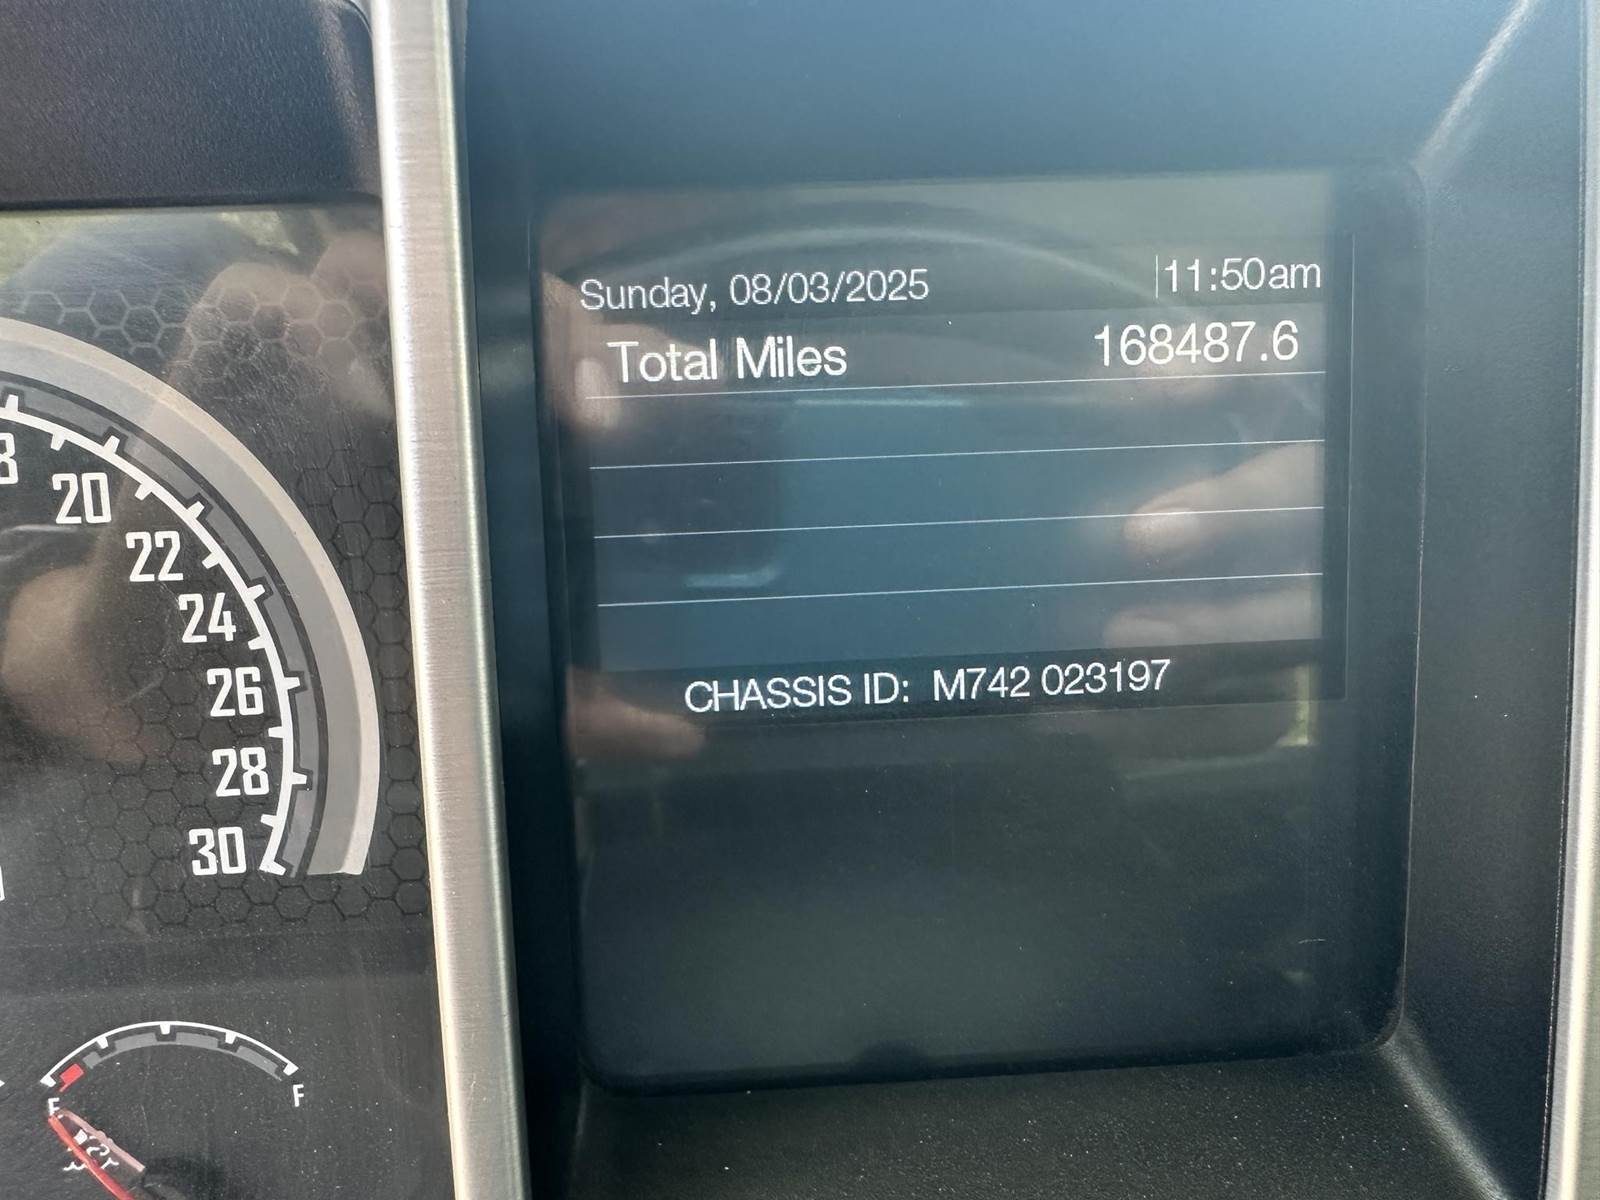 Sunday, 08/03/2025 11:50am
Total Miles 168487.6
CHASSIS ID: M742 023197
20
22
24
26
28
30
E F